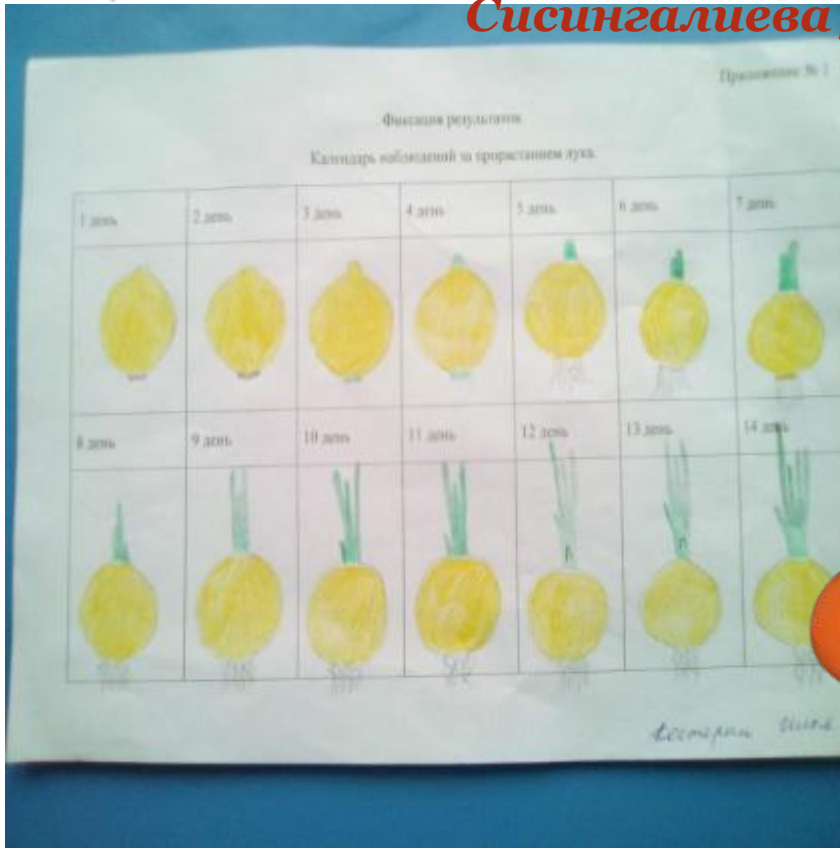 Сисингалиева
Приложение № 1
Фиксация результатов
Календарь наблюдений за прорастанием лука.
1 день 2 день 3 день 4 день 5 день 6 день 7 день
8 день 9 день 10 день 11 день 12 день 13 день 14 день